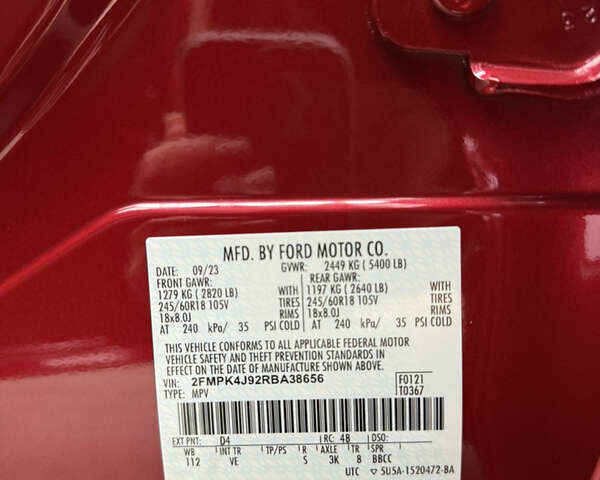 MFD. BY FORD MOTOR CO.
DATE: 09/23 GVWR: 2449 KG ( 5400 LB)
FRONT GAWR: REAR GAWR:
1279 KG ( 2820 LB) WITH 1197 KG ( 2640 LB) WITH
245/60R18 105V TIRES 245/60R18 105V TIRES
18x8.0J RIMS 18x8.0J RIMS
AT 240 kPa/ 35 PSI COLD AT 240 kPa/ 35 PSI COLD
THIS VEHICLE CONFORMS TO ALL APPLICABLE FEDERAL MOTOR
VEHICLE SAFETY AND THEFT PREVENTION STANDARDS IN
EFFECT ON THE DATE OF MANUFACTURE SHOWN ABOVE.
VIN: 2FMPK4J92RBA38656 F0121
TYPE: MPV T0367
EXT PNT: D4 RC: 48 DSO:
WB INT TR TP/PS R AXLE TR SPR
112 VE S 3K 8 BBCC
UTC ▽ 5U5A-1520472-BA